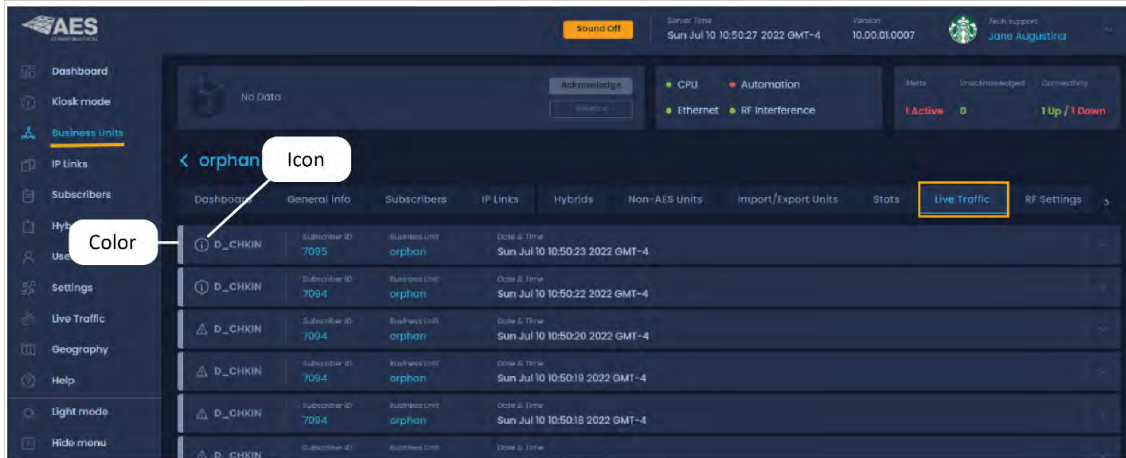 AES
Sound Off
Server Time
Sun Jul 10 10:50:27 2022 GMT-4
Version
10.00.01.0007
Tech support
Jane Augustina
Dashboard
Kiosk mode
Business Units
IP Links
Subscribers
Hyb
Use
Settings
Live Traffic
Geography
Help
Light mode
Hide menu
No Data
Acknowledge
CPU
Automation
Ethernet
RF Interference
Alerts
Unacknowledged
Connectivity
1 Active
0
1 Up / 1 Down
< orphan
Icon
Color
Dashboard
General Info
Subscribers
IP Links
Hybrids
Non-AES Units
Import/Export Units
Stats
Live Traffic
RF Settings
D_CHKIN
Subscriber ID
7095
Business Unit
orphan
Date & Time
Sun Jul 10 10:50:23 2022 GMT-4
D_CHKIN
Subscriber ID
7094
Business Unit
orphan
Date & Time
Sun Jul 10 10:50:22 2022 GMT-4
D_CHKIN
Subscriber ID
7094
Business Unit
orphan
Date & Time
Sun Jul 10 10:50:20 2022 GMT-4
D_CHKIN
Subscriber ID
7094
Business Unit
orphan
Date & Time
Sun Jul 10 10:50:19 2022 GMT-4
D_CHKIN
Subscriber ID
7094
Business Unit
orphan
Date & Time
Sun Jul 10 10:50:18 2022 GMT-4
D_CHKIN
Subscriber ID
Business Unit
Date & Time